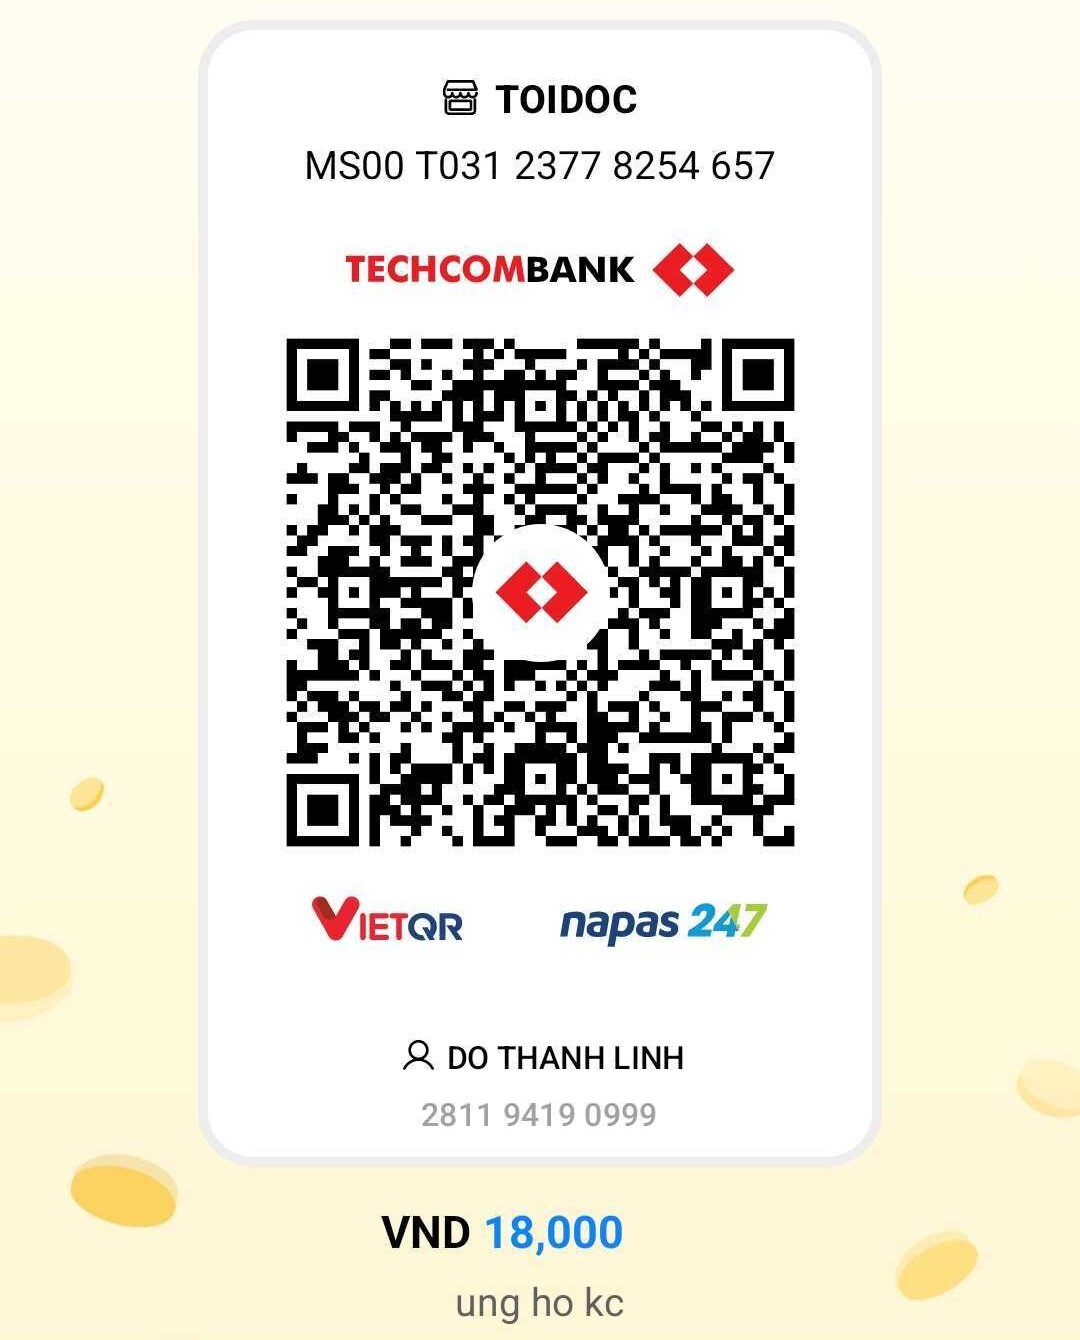 TOIDOC
MS00 T031 2377 8254 657
TECHCOMBANK
VIETQR
napas 247
DO THANH LINH
2811 9419 0999
VND 18,000
ung ho kc